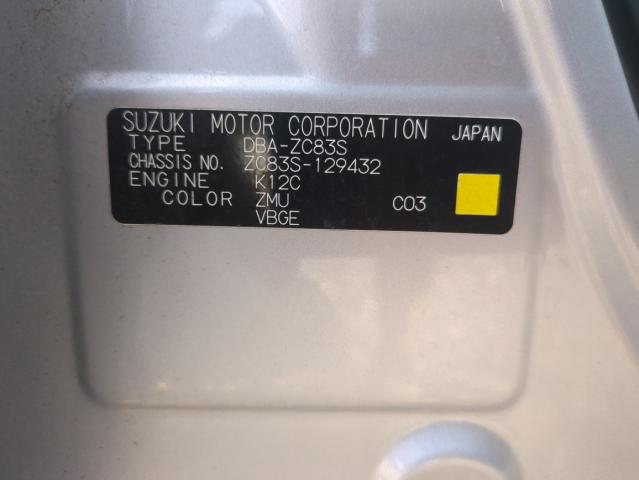 SUZUKI MOTOR CORPORATION JAPAN
TYPE DBA-ZC83S
CHASSIS NO. ZC83S-129432
ENGINE K12C
COLOR ZMU C03
VBGE